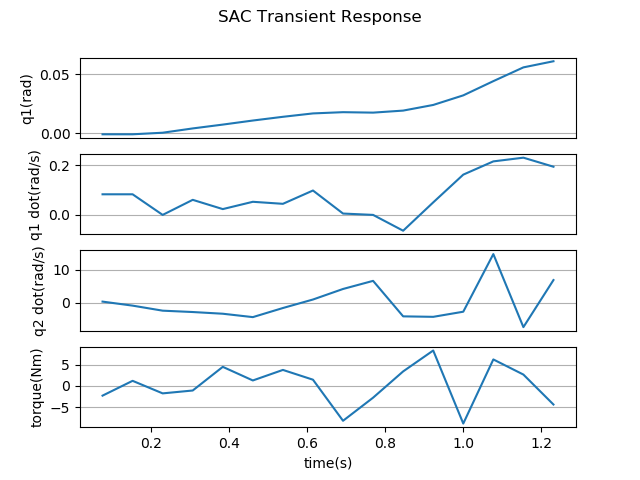 SAC Transient Response
q1(rad)
0.05
0.00
q1 dot(rad/s)
0.2
0.0
q2 dot(rad/s)
10
0
torque(Nm)
5
0
−5
0.2 0.4 0.6 0.8 1.0 1.2
time(s)